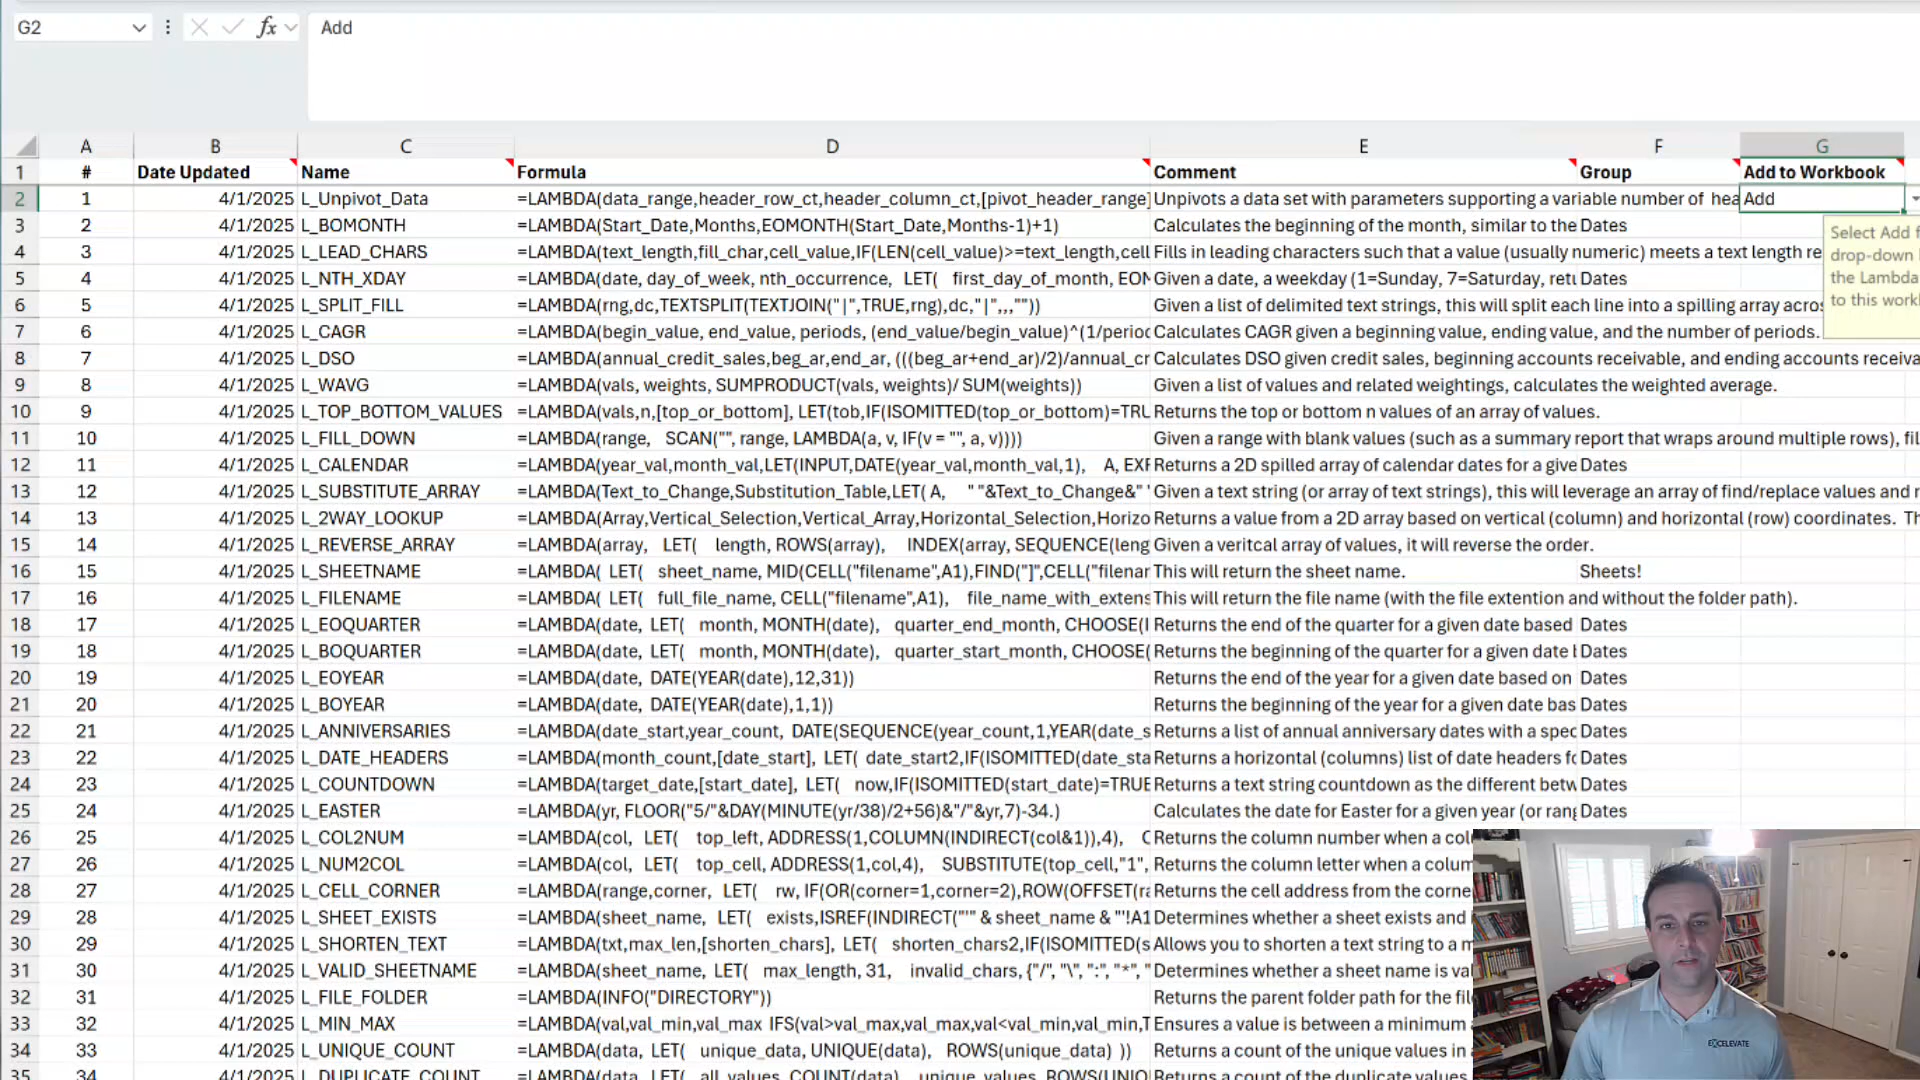 G2 fx Add
A B C D E F G
1 # Date Updated Name Formula Comment Group Add to Workbook
2 1 4/1/2025 L_Unpivot_Data =LAMBDA(data_range,header_row_ct,header_column_ct,[pivot_header_range] Unpivots a data set with parameters supporting a variable number of hea Add
3 2 4/1/2025 L_BOMONTH =LAMBDA(Start_Date,Months,EOMONTH(Start_Date,Months-1)+1) Calculates the beginning of the month, similar to the Dates
Select Add f
drop-down
the Lambda
to this work
4 3 4/1/2025 L_LEAD_CHARS =LAMBDA(text_length,fill_char,cell_value,IF(LEN(cell_value)>=text_length,cell Fills in leading characters such that a value (usually numeric) meets a text length re
5 4 4/1/2025 L_NTH_XDAY =LAMBDA(date, day_of_week, nth_occurrence, LET( first_day_of_month, EON Given a date, a weekday (1=Sunday, 7=Saturday, retu Dates
6 5 4/1/2025 L_SPLIT_FILL =LAMBDA(rng,dc,TEXTSPLIT(TEXTJOIN("|",TRUE,rng),dc,"|",,,"")) Given a list of delimited text strings, this will split each line into a spilling array acros
7 6 4/1/2025 L_CAGR =LAMBDA(begin_value, end_value, periods, (end_value/begin_value)^(1/perioc Calculates CAGR given a beginning value, ending value, and the number of periods.
8 7 4/1/2025 L_DSO =LAMBDA(annual_credit_sales,beg_ar,end_ar, (((beg_ar+end_ar)/2)/annual_cr Calculates DSO given credit sales, beginning accounts receivable, and ending accounts receiva
9 8 4/1/2025 L_WAVG =LAMBDA(vals, weights, SUMPRODUCT(vals, weights)/ SUM(weights)) Given a list of values and related weightings, calculates the weighted average.
10 9 4/1/2025 L_TOP_BOTTOM_VALUES =LAMBDA(vals,n,[top_or_bottom], LET(tob,IF(ISOMITTED(top_or_bottom)=TRU Returns the top or bottom n values of an array of values.
11 10 4/1/2025 L_FILL_DOWN =LAMBDA(range, SCAN("", range, LAMBDA(a, v, IF(v = "", a, v)))) Given a range with blank values (such as a summary report that wraps around multiple rows), fil
12 11 4/1/2025 L_CALENDAR =LAMBDA(year_val,month_val,LET(INPUT,DATE(year_val,month_val,1), A, EXF Returns a 2D spilled array of calendar dates for a give Dates
13 12 4/1/2025 L_SUBSTITUTE_ARRAY =LAMBDA(Text_to_Change,Substitution_Table,LET( A, " "&Text_to_Change&" ' Given a text string (or array of text strings), this will leverage an array of find/replace values and r
14 13 4/1/2025 L_2WAY_LOOKUP =LAMBDA(Array,Vertical_Selection,Vertical_Array,Horizontal_Selection,Horizo Returns a value from a 2D array based on vertical (column) and horizontal (row) coordinates. Th
15 14 4/1/2025 L_REVERSE_ARRAY =LAMBDA(array, LET( length, ROWS(array), INDEX(array, SEQUENCE(leng Given a veritcal array of values, it will reverse the order.
16 15 4/1/2025 L_SHEETNAME =LAMBDA( LET( sheet_name, MID(CELL("filename",A1),FIND("]",CELL("filenar This will return the sheet name. Sheets!
17 16 4/1/2025 L_FILENAME =LAMBDA( LET( full_file_name, CELL("filename",A1), file_name_with_extens This will return the file name (with the file extention and without the folder path).
18 17 4/1/2025 L_EOQUARTER =LAMBDA(date, LET( month, MONTH(date), quarter_end_month, CHOOSE(I Returns the end of the quarter for a given date based Dates
19 18 4/1/2025 L_BOQUARTER =LAMBDA(date, LET( month, MONTH(date), quarter_start_month, CHOOSE( Returns the beginning of the quarter for a given date Dates
20 19 4/1/2025 L_EOYEAR =LAMBDA(date, DATE(YEAR(date),12,31)) Returns the end of the year for a given date based on Dates
21 20 4/1/2025 L_BOYEAR =LAMBDA(date, DATE(YEAR(date),1,1)) Returns the beginning of the year for a given date bas Dates
22 21 4/1/2025 L_ANNIVERSARIES =LAMBDA(date_start,year_count, DATE(SEQUENCE(year_count,1,YEAR(date_s Returns a list of annual anniversary dates with a spec Dates
23 22 4/1/2025 L_DATE_HEADERS =LAMBDA(month_count,[date_start], LET( date_start2,IF(ISOMITTED(date_sta Returns a horizontal (columns) list of date headers fo Dates
24 23 4/1/2025 L_COUNTDOWN =LAMBDA(target_date,[start_date], LET( now,IF(ISOMITTED(start_date)=TRUE Returns a text string countdown as the different betw Dates
25 24 4/1/2025 L_EASTER =LAMBDA(yr, FLOOR("5/"&DAY(MINUTE(yr/38)/2+56)&"/"&yr,7)-34.) Calculates the date for Easter for a given year (or rang Dates
26 25 4/1/2025 L_COL2NUM =LAMBDA(col, LET( top_left, ADDRESS(1,COLUMN(INDIRECT(col&1)),4), C Returns the column number when a col
27 26 4/1/2025 L_NUM2COL =LAMBDA(col, LET( top_cell, ADDRESS(1,col,4), SUBSTITUTE(top_cell,"1", Returns the column letter when a colum
28 27 4/1/2025 L_CELL_CORNER =LAMBDA(range,corner, LET( rw, IF(OR(corner=1,corner=2),ROW(OFFSET(ra Returns the cell address from the corne
29 28 4/1/2025 L_SHEET_EXISTS =LAMBDA(sheet_name, LET( exists,ISREF(INDIRECT("'" & sheet_name & "'!A1 Determines whether a sheet exists and
30 29 4/1/2025 L_SHORTEN_TEXT =LAMBDA(txt,max_len,[shorten_chars], LET( shorten_chars2,IF(ISOMITTED(s Allows you to shorten a text string to a m
31 30 4/1/2025 L_VALID_SHEETNAME =LAMBDA(sheet_name, LET( max_length, 31, invalid_chars, {"/", "\", ":", "*", " Determines whether a sheet name is val
32 31 4/1/2025 L_FILE_FOLDER =LAMBDA(INFO("DIRECTORY")) Returns the parent folder path for the fil
33 32 4/1/2025 L_MIN_MAX =LAMBDA(val,val_min,val_max IFS(val>val_max,val_max,val<val_min,val_min,T Ensures a value is between a minimum
34 33 4/1/2025 L_UNIQUE_COUNT =LAMBDA(data, LET( unique_data, UNIQUE(data), ROWS(unique_data) )) Returns a count of the unique values in
35 34 4/1/2025 L_DUPLICATE_COUNT =LAMBDA(data, LET( all_values, COUNT(data), unique_values, ROWS(UNIQ Returns a count of the duplicate values
EXCELEVATE